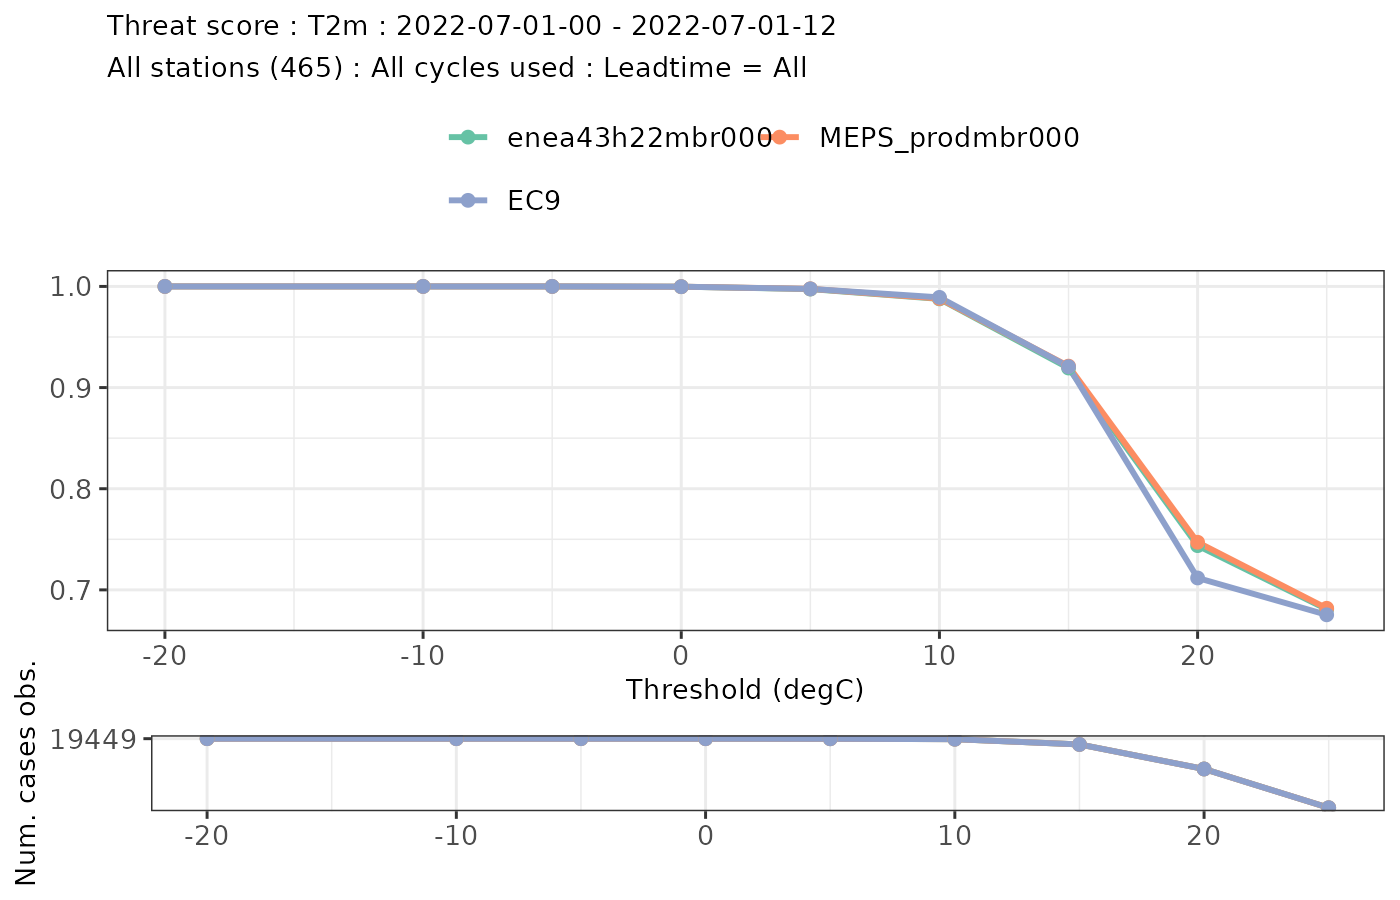 Threat score : T2m : 2022-07-01-00 - 2022-07-01-12
All stations (465) : All cycles used : Leadtime = All
enea43h22mbr000 MEPS_prodmbr000
EC9
1.0
0.9
0.8
0.7
-20 -10 0 10 20
Threshold (degC)
Num. cases obs.
19449
-20 -10 0 10 20